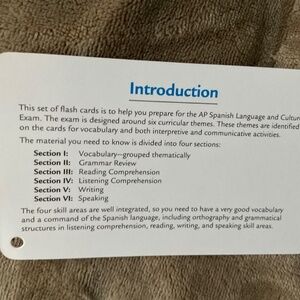 Introduction
This set of flash cards is to help you prepare for the AP Spanish Language and Culture
Exam. The exam is designed around six curricular themes. These themes are identified
on the cards for vocabulary and both interpretive and communicative activities.
The material you need to know is divided into four sections:
Section I: Vocabulary—grouped thematically
Section II: Grammar Review
Section III: Reading Comprehension
Section IV: Listening Comprehension
Section V: Writing
Section VI: Speaking
The four skill areas are well integrated, so you need to have a very good vocabulary
and a command of the Spanish language, including orthography and grammatical
structures in listening comprehension, reading, writing, and speaking skill areas.